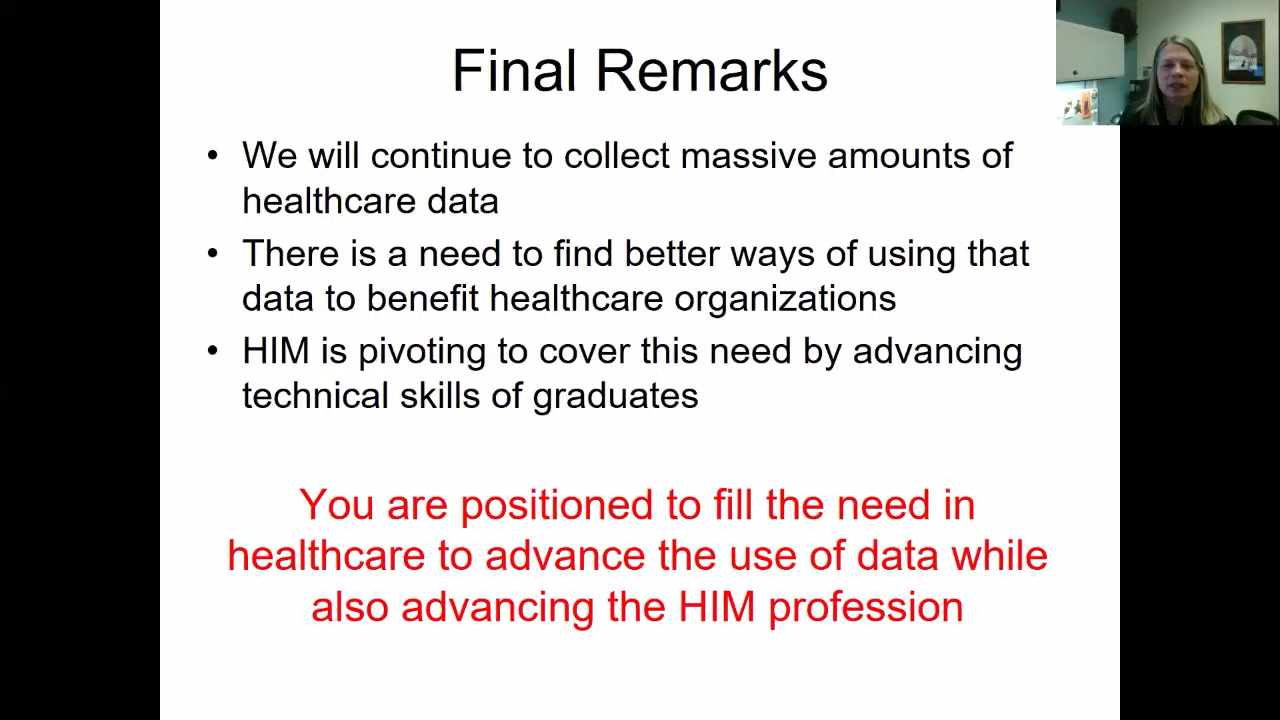 Final Remarks
• We will continue to collect massive amounts of
healthcare data
• There is a need to find better ways of using that
data to benefit healthcare organizations
• HIM is pivoting to cover this need by advancing
technical skills of graduates
You are positioned to fill the need in
healthcare to advance the use of data while
also advancing the HIM profession